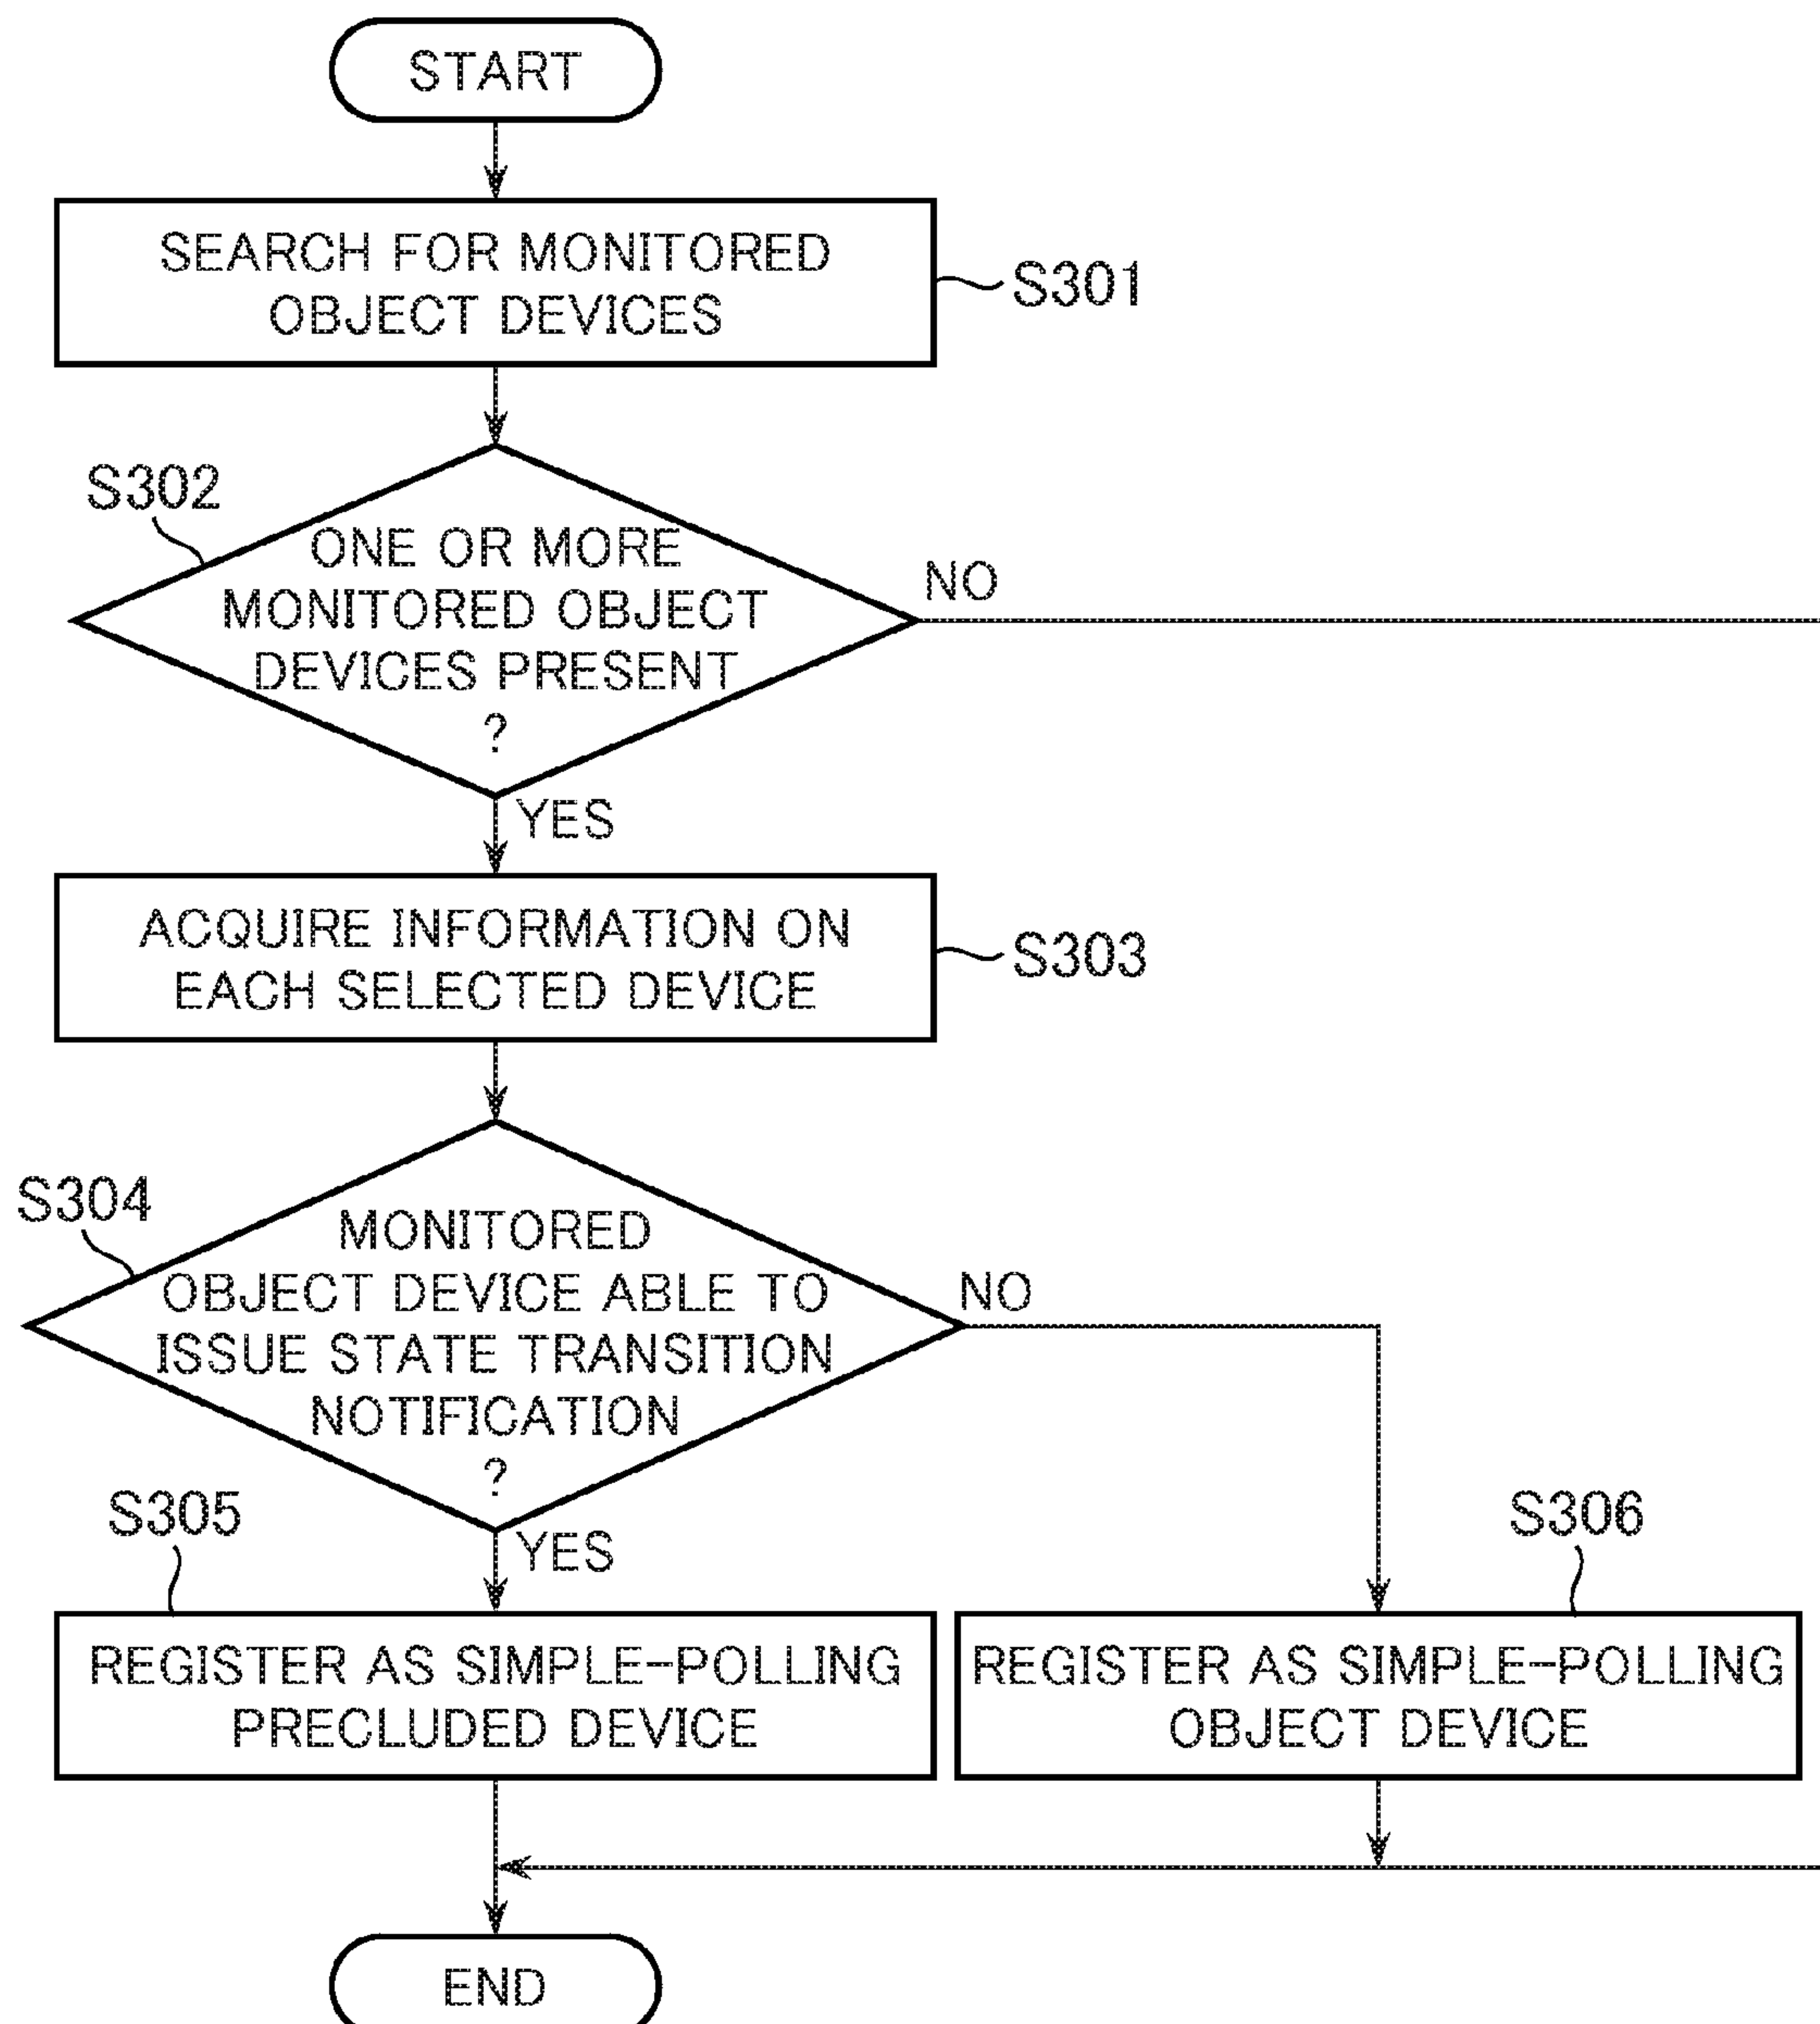 START
SEARCH FOR MONITORED
OBJECT DEVICES
S301
S302
ONE OR MORE
MONITORED OBJECT
DEVICES PRESENT
?
NO
YES
ACQUIRE INFORMATION ON
EACH SELECTED DEVICE
S303
S304
MONITORED
OBJECT DEVICE ABLE TO
ISSUE STATE TRANSITION
NOTIFICATION
?
NO
YES
S305
REGISTER AS SIMPLE-POLLING
PRECLUDED DEVICE
S306
REGISTER AS SIMPLE-POLLING
OBJECT DEVICE
END